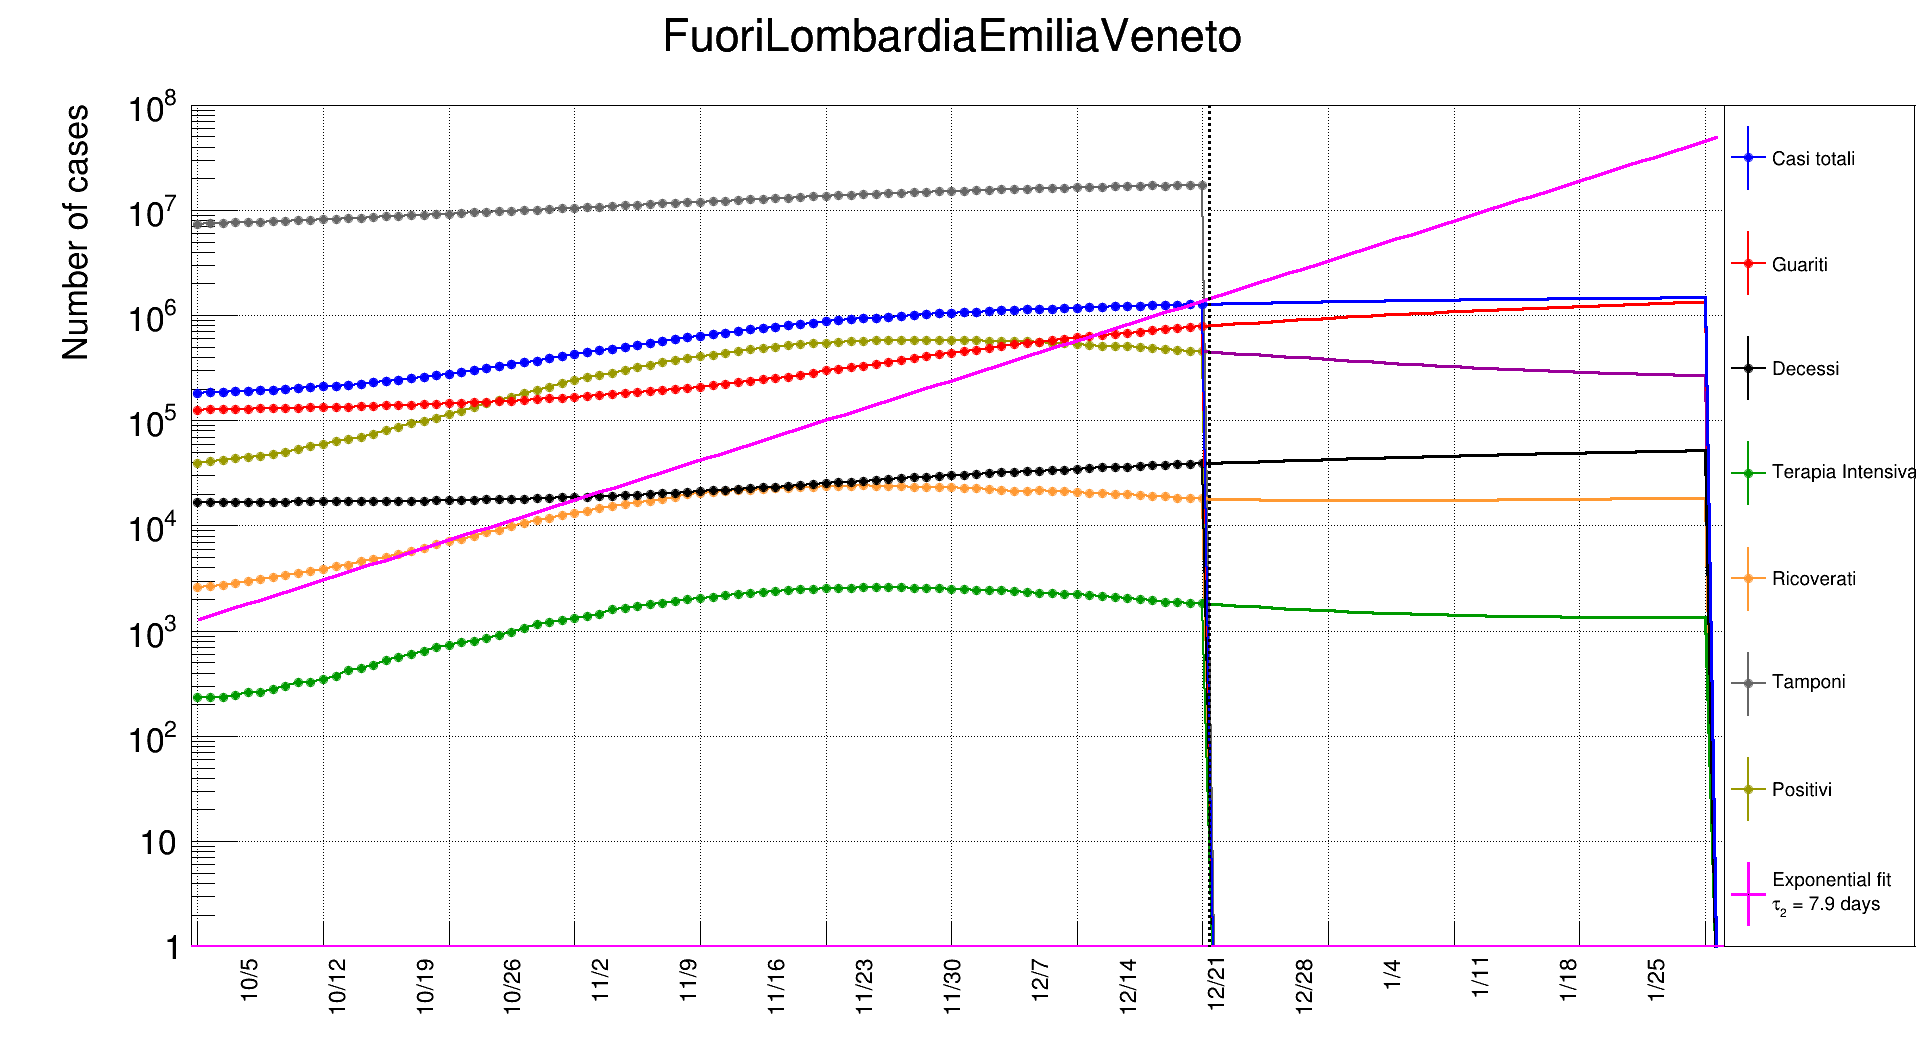 FuoriLombardiaEmiliaVeneto
Number of cases
10^8
10^7
10^6
10^5
10^4
10^3
10^2
10
1
10/5
10/12
10/19
10/26
11/2
11/9
11/16
11/23
11/30
12/7
12/14
12/21
12/28
1/4
1/11
1/18
1/25
Casi totali
Guariti
Decessi
Terapia Intensiva
Ricoverati
Tamponi
Positivi
Exponential fit
τ₂ = 7.9 days